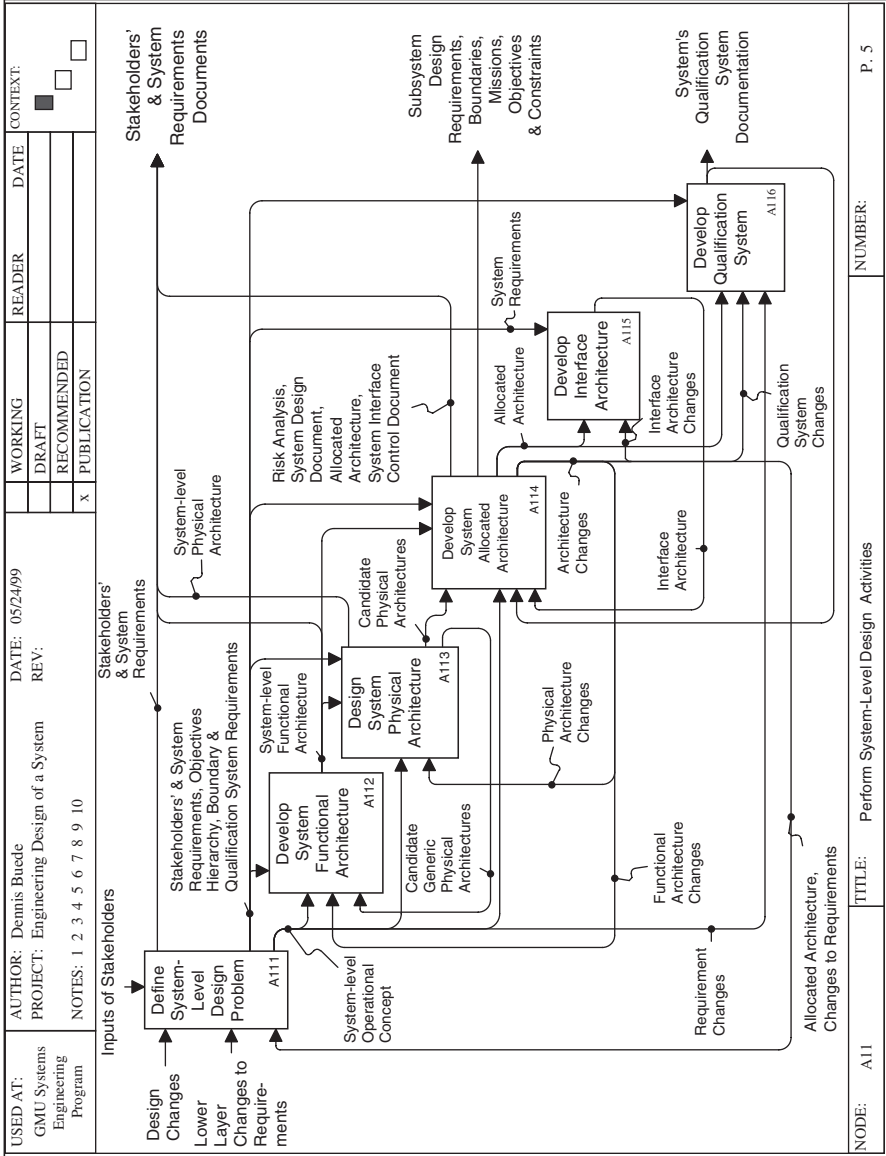 USED AT:
GMU Systems
Engineering
Program
AUTHOR: Dennis Buede
PROJECT: Engineering Design of a System
NOTES: 1 2 3 4 5 6 7 8 9 10
DATE: 05/24/99
REV:
WORKING
DRAFT
RECOMMENDED
x PUBLICATION
READER
DATE
CONTEXT:
Inputs of Stakeholders
Design
Changes
Lower
Layer
Changes to
Require-
ments
Define
System-
Level
Design
Problem
A111
Stakeholders'
& System
Requirements
Stakeholders' & System
Requirements, Objectives
Hierarchy, Boundary &
Qualification System Requirements
System-level
Operational
Concept
Develop
System
Functional
Architecture
A112
System-level
Functional
Architecture
Candidate
Generic
Physical
Architectures
System-level
Physical
Architecture
Design
System
Physical
Architecture
A113
Candidate
Physical
Architectures
Physical
Architecture
Changes
Functional
Architecture
Changes
Requirement
Changes
Allocated Architecture,
Changes to Requirements
Risk Analysis,
System Design
Document,
Allocated
Architecture,
System Interface
Control Document
Develop
System
Allocated
Architecture
A114
Architecture
Changes
Allocated
Architecture
System
Requirements
Develop
Interface
Architecture
A115
Interface
Architecture
Changes
Interface
Architecture
Qualification
System
Changes
Develop
Qualification
System
A116
Stakeholders'
& System
Requirements
Documents
Subsystem
Design
Requirements,
Boundaries,
Missions,
Objectives
& Constraints
System's
Qualification
System
Documentation
NODE: A11
TITLE: Perform System-Level Design Activities
NUMBER:
P. 5